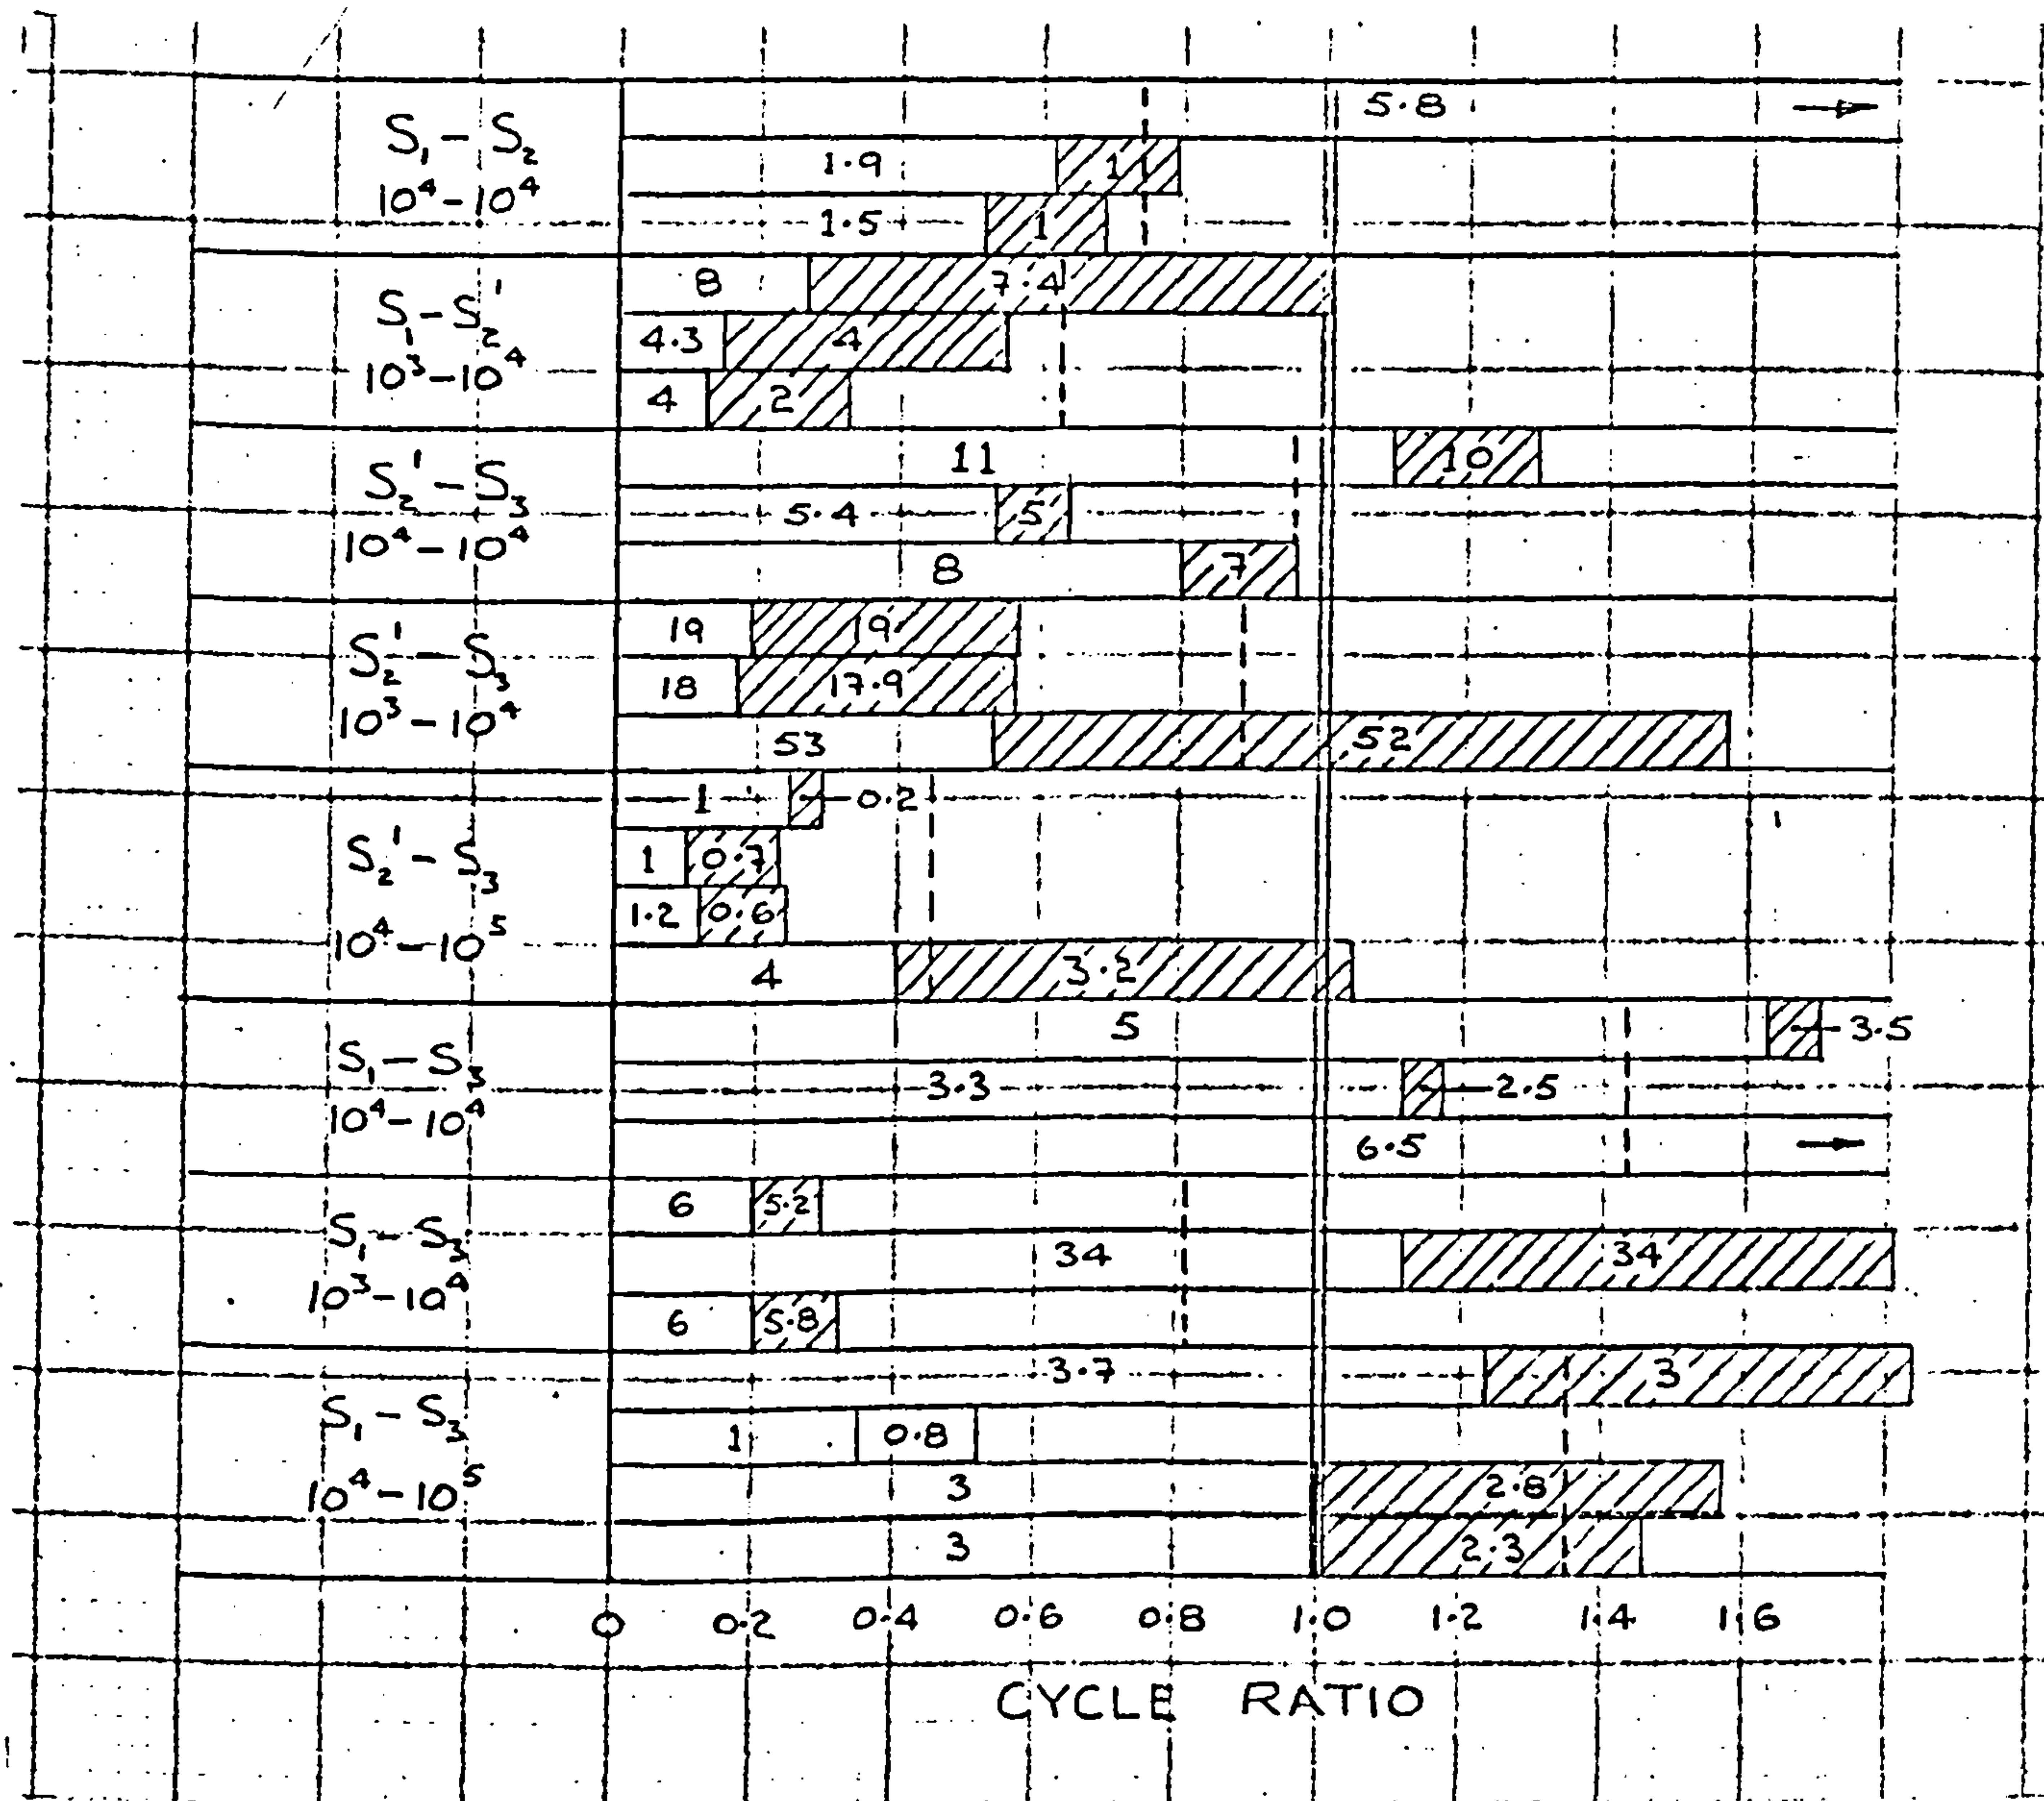 5·8
S₁ – S₂
1·9 1
10⁴ – 10⁴
1·5 1
8 7·4
S₁ – S₂'
4·3 4
10³ – 10⁴
4 2
11 10
S₂' – S₃
5·4 5
10⁴ – 10⁴
8 7
19 19
S₂' – S₃
18 17·9
10³ – 10⁴
53 52
1 0·2
S₂' – S₃
1 0·7
1·2 0·6
10⁴ – 10⁵
4 3·2
5 3·5
S₁ – S₃
3·3 2·5
10⁴ – 10⁴
6·5
6 5·2
S₁ – S₃
34 34
10³ – 10⁴
6 5·8
3·7 3
S₁ – S₃
1 0·8
10⁴ – 10⁵
3 2·8
3 2·3
0 0·2 0·4 0·6 0·8 1·0 1·2 1·4 1·6
CYCLE RATIO